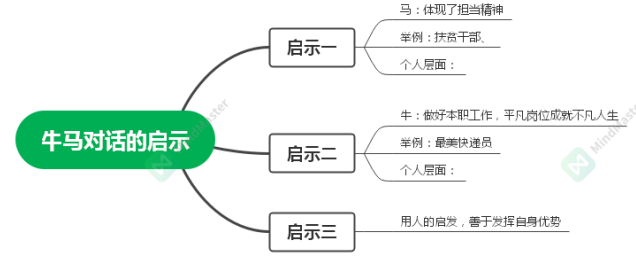 牛马对话的启示
启示一
马：体现了担当精神
举例：扶贫干部、
个人层面：
启示二
牛：做好本职工作，平凡岗位成就不凡人生
举例：最美快递员
个人层面：
启示三
用人的启发，善于发挥自身优势
MindMaster
MindMaster